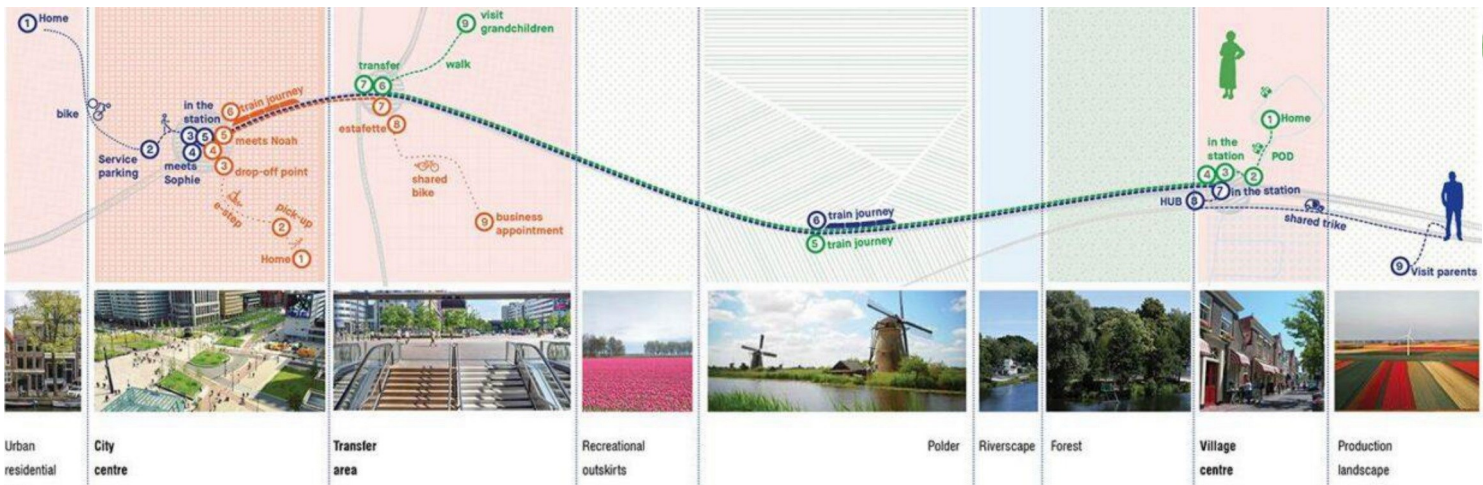 1 Home
bike
2
Service
parking
in the
station
3 5
4
meets
Sophie
6 train journey
5 meets Noah
4
3 drop-off point
e-step
pick-up
2
Home 1
9 visit
grandchildren
walk
transfer
7 6
7
estafette 8
shared
bike
9 business
appointment
6 train journey
5 train journey
1 Home
in the
station
POD
4 3 2
7 in the station
HUB 8
shared trike
9 Visit parents
Urban
residential
City
centre
Transfer
area
Recreational
outskirts
Polder
Riverscape
Forest
Village
centre
Production
landscape